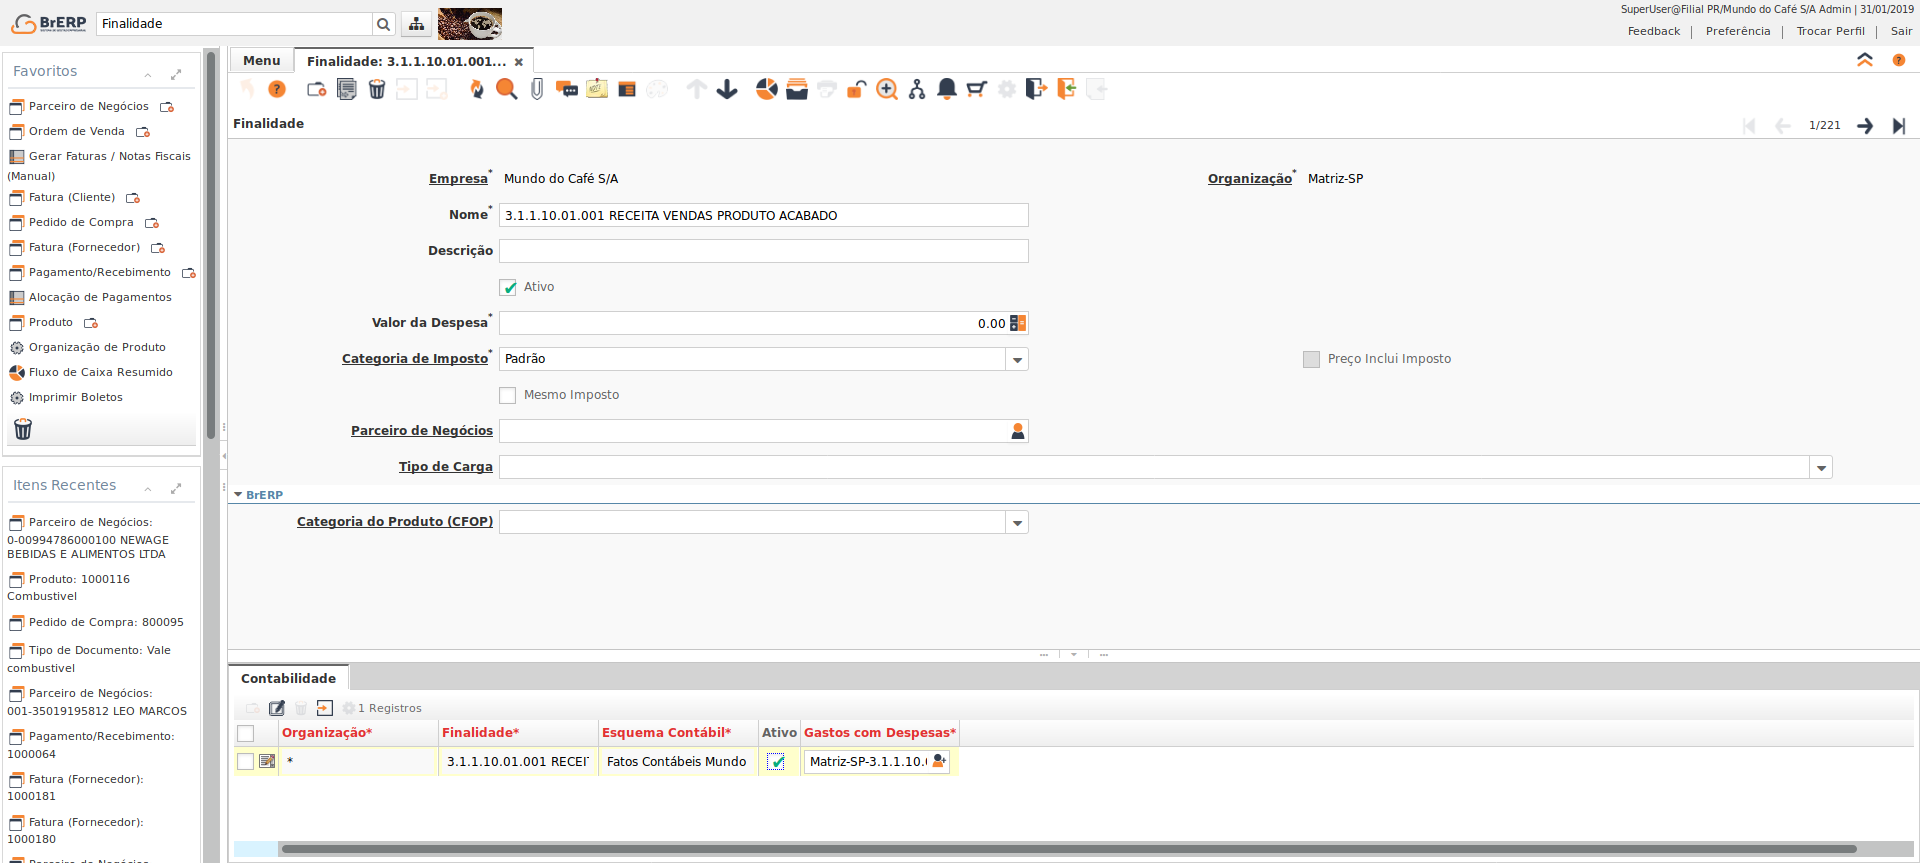 BrERP
Finalidade
SuperUser@Filial PR/Mundo do Café S/A Admin | 31/01/2019
Feedback | Preferência | Trocar Perfil | Sair
Favoritos
Parceiro de Negócios
Ordem de Venda
Gerar Faturas / Notas Fiscais
(Manual)
Fatura (Cliente)
Pedido de Compra
Fatura (Fornecedor)
Pagamento/Recebimento
Alocação de Pagamentos
Produto
Organização de Produto
Fluxo de Caixa Resumido
Imprimir Boletos
Itens Recentes
Parceiro de Negócios:
0-00994786000100 NEWAGE
BEBIDAS E ALIMENTOS LTDA
Produto: 1000116
Combustivel
Pedido de Compra: 800095
Tipo de Documento: Vale
combustivel
Parceiro de Negócios:
001-35019195812 LEO MARCOS
Pagamento/Recebimento:
1000064
Fatura (Fornecedor):
1000181
Fatura (Fornecedor):
1000180
Parceiro de Negócios
Menu
Finalidade: 3.1.1.10.01.001...
Finalidade
1/221
Empresa* Mundo do Café S/A
Organização* Matriz-SP
Nome* 3.1.1.10.01.001 RECEITA VENDAS PRODUTO ACABADO
Descrição
Ativo
Valor da Despesa* 0.00
Categoria de Imposto* Padrão
Preço Inclui Imposto
Mesmo Imposto
Parceiro de Negócios
Tipo de Carga
BrERP
Categoria do Produto (CFOP)
Contabilidade
1 Registros
Organização* Finalidade* Esquema Contábil* Ativo Gastos com Despesas*
* 3.1.1.10.01.001 RECEI Fatos Contábeis Mundo Matriz-SP-3.1.1.10.